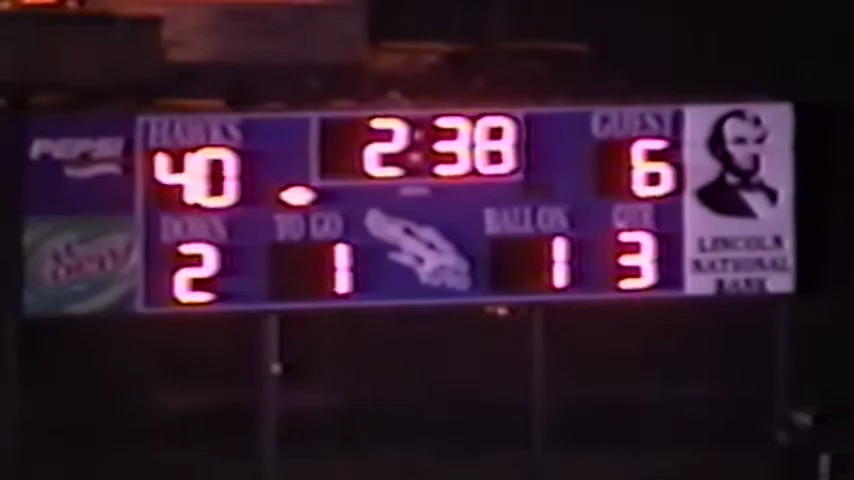 PEPSI
HAWKS
2:38
GUEST
40
6
DOWN
TO GO
BALL ON
QTR
2
1
1
3
Dew
LINCOLN
NATIONAL
BANK